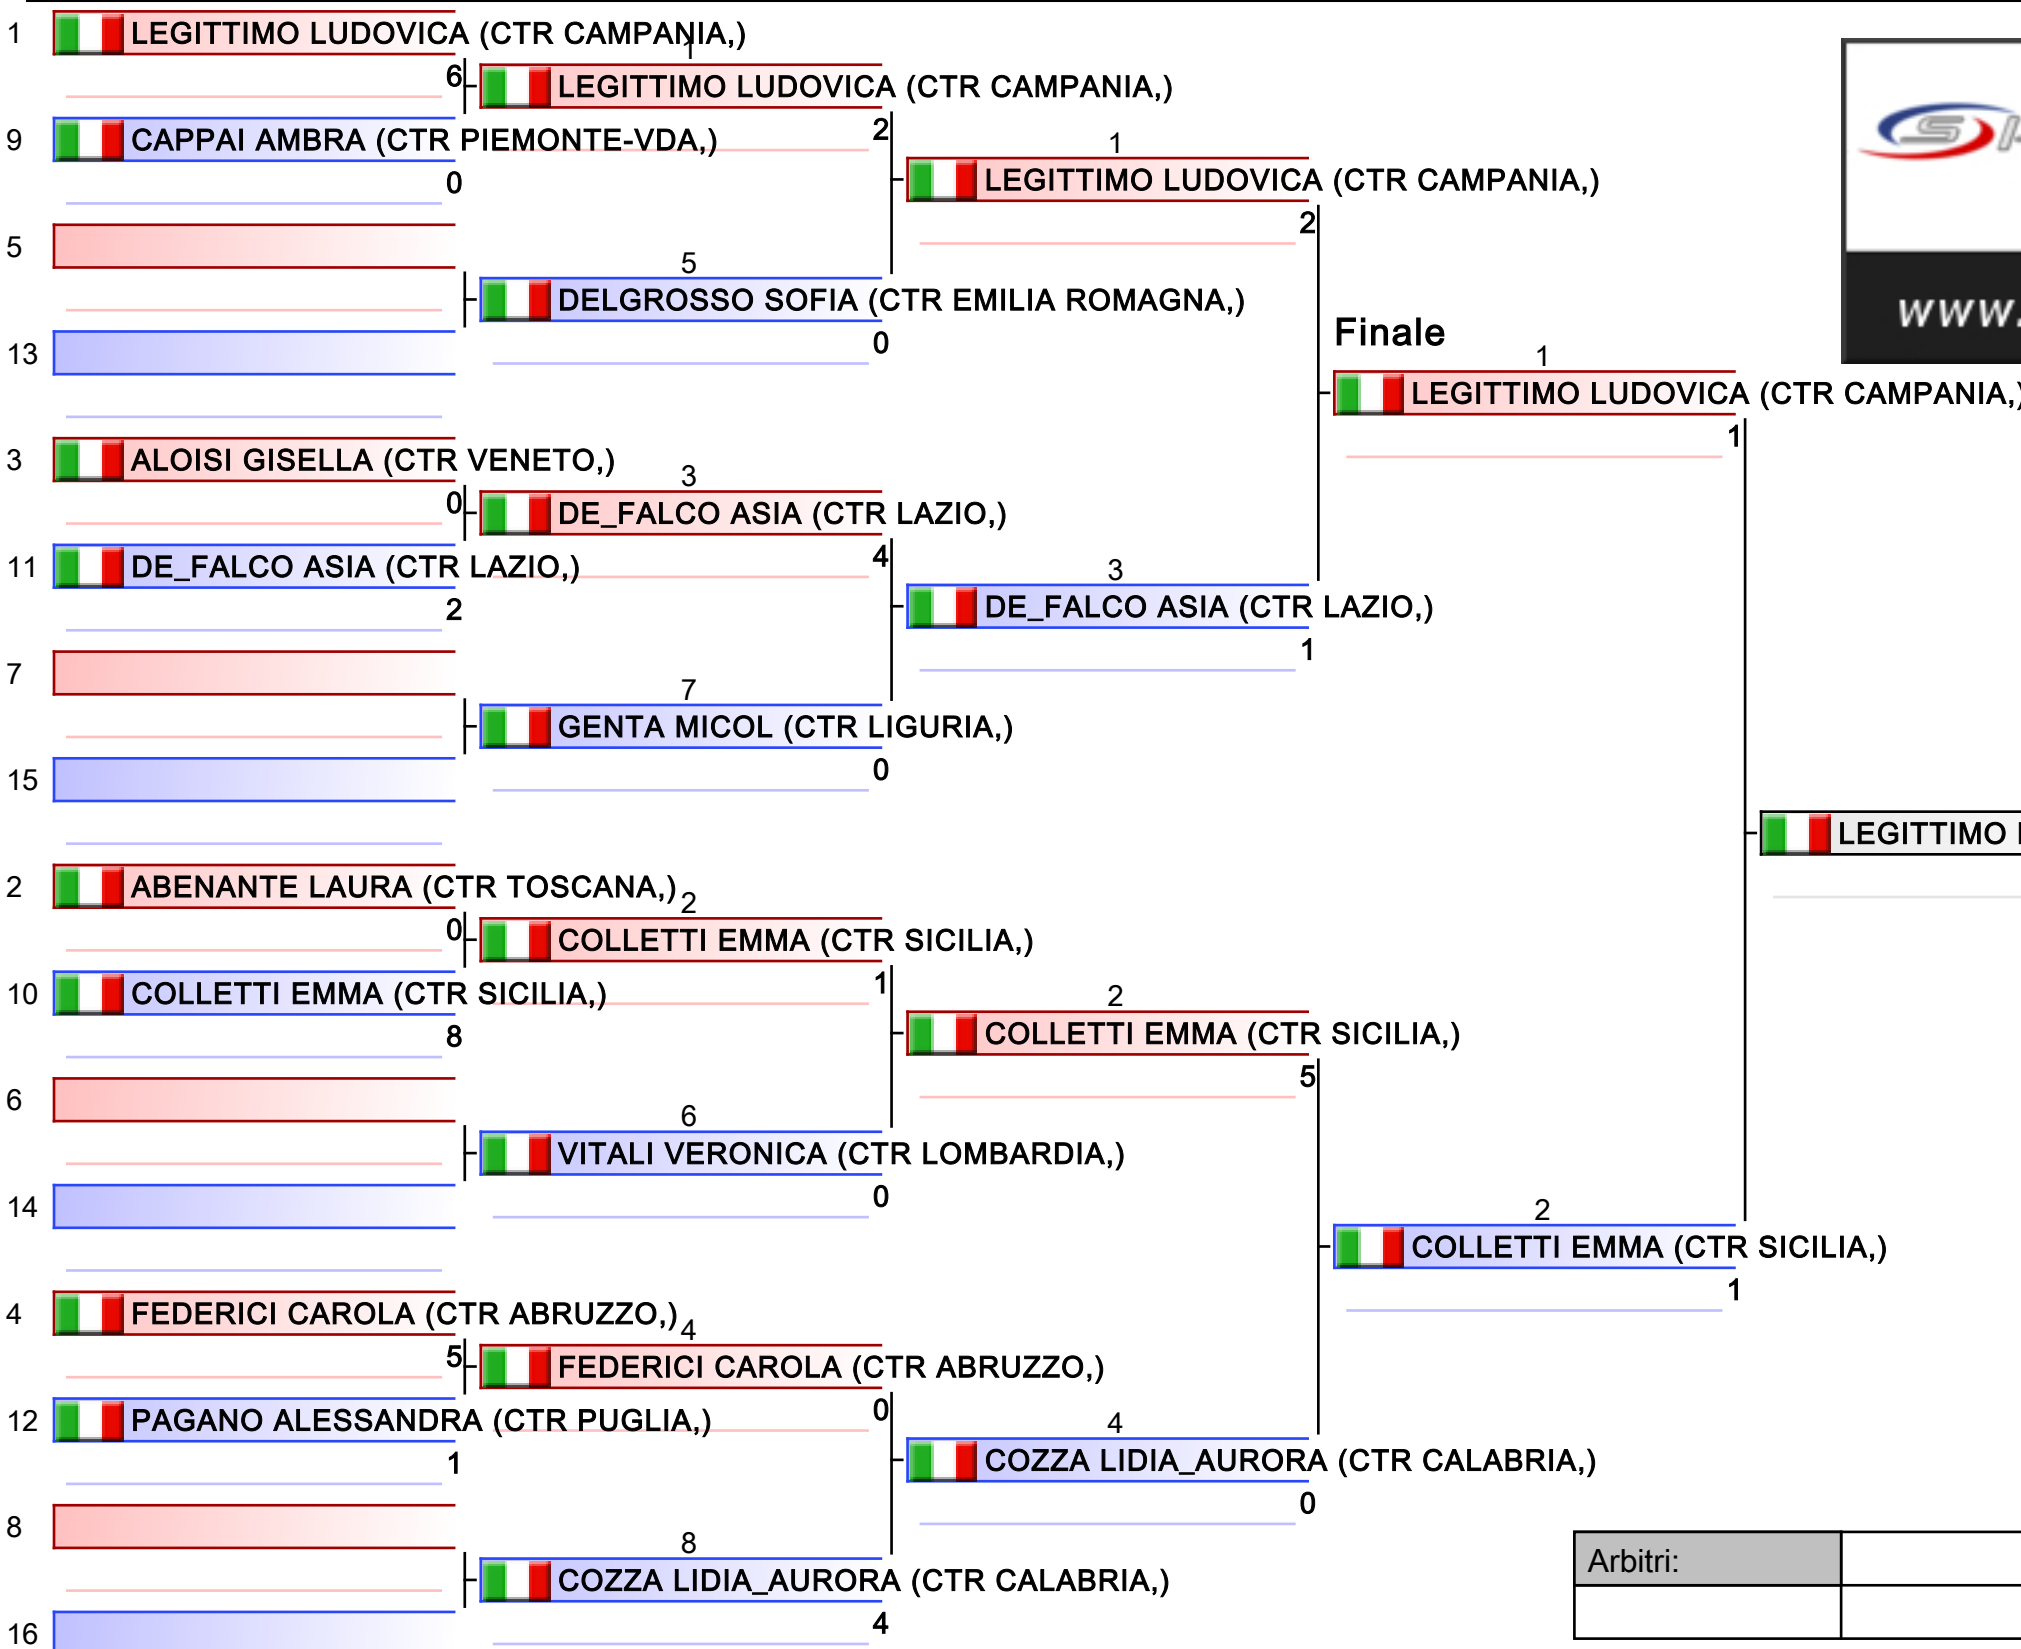 1 LEGITTIMO LUDOVICA (CTR CAMPANIA,)
6
1
LEGITTIMO LUDOVICA (CTR CAMPANIA,)
2
9 CAPPAI AMBRA (CTR PIEMONTE-VDA,)
0
1
LEGITTIMO LUDOVICA (CTR CAMPANIA,)
2
5
5
DELGROSSO SOFIA (CTR EMILIA ROMAGNA,)
0
13
Finale
1
LEGITTIMO LUDOVICA (CTR CAMPANIA,)
1
3 ALOISI GISELLA (CTR VENETO,)
0
3
DE_FALCO ASIA (CTR LAZIO,)
4
11 DE_FALCO ASIA (CTR LAZIO,)
2
3
DE_FALCO ASIA (CTR LAZIO,)
1
7
7
GENTA MICOL (CTR LIGURIA,)
0
15
LEGITTIMO
2 ABENANTE LAURA (CTR TOSCANA,)
0
2
COLLETTI EMMA (CTR SICILIA,)
1
10 COLLETTI EMMA (CTR SICILIA,)
8
2
COLLETTI EMMA (CTR SICILIA,)
5
6
6
VITALI VERONICA (CTR LOMBARDIA,)
0
14
2
COLLETTI EMMA (CTR SICILIA,)
1
4 FEDERICI CAROLA (CTR ABRUZZO,)
5
4
FEDERICI CAROLA (CTR ABRUZZO,)
0
12 PAGANO ALESSANDRA (CTR PUGLIA,)
1
4
COZZA LIDIA_AURORA (CTR CALABRIA,)
0
8
8
COZZA LIDIA_AURORA (CTR CALABRIA,)
4
16
www.
Arbitri: